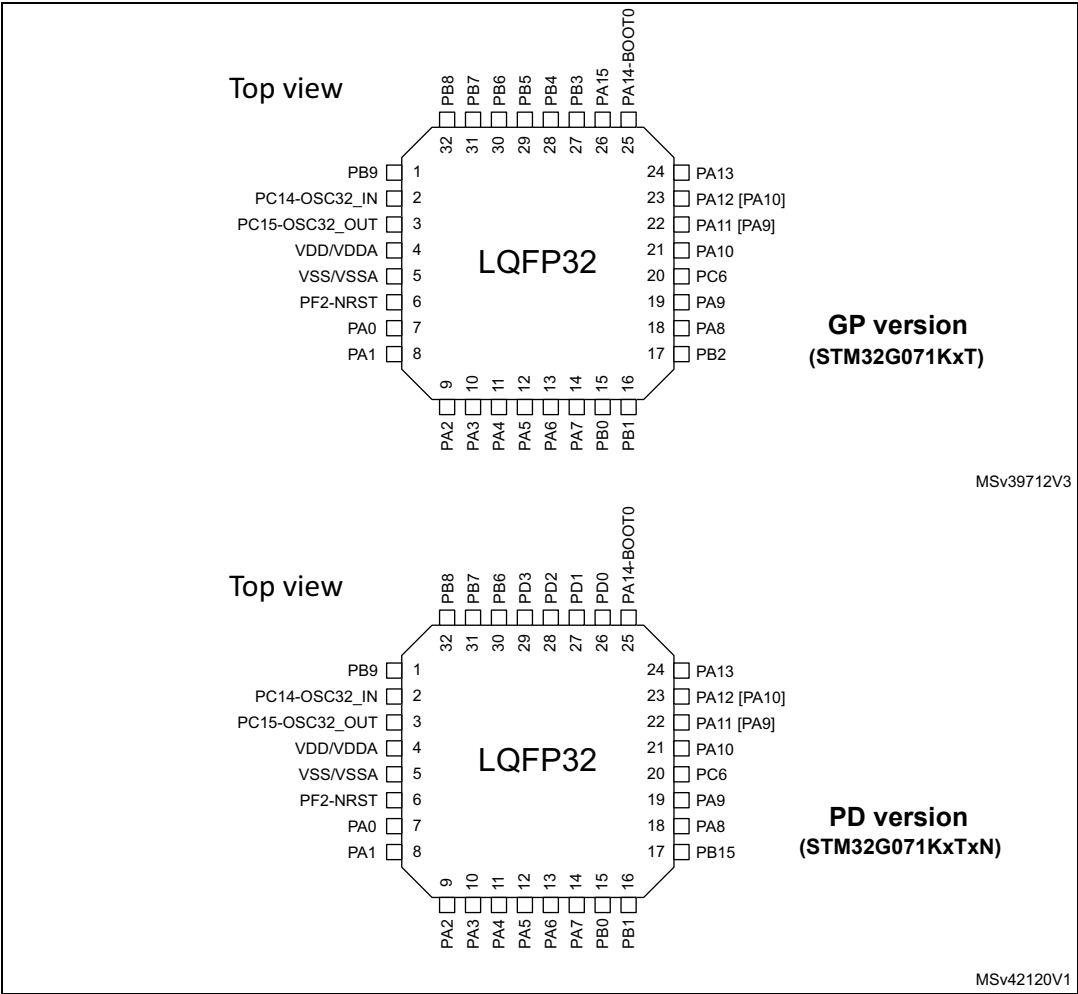 Top view
PB8
PB7
PB6
PB5
PB4
PB3
PA15
PA14-BOOT0
32
31
30
29
28
27
26
25
PB9 1
PC14-OSC32_IN 2
PC15-OSC32_OUT 3
VDD/VDDA 4
VSS/VSSA 5
PF2-NRST 6
PA0 7
PA1 8
LQFP32
24 PA13
23 PA12 [PA10]
22 PA11 [PA9]
21 PA10
20 PC6
19 PA9
18 PA8
17 PB2
9
10
11
12
13
14
15
16
PA2
PA3
PA4
PA5
PA6
PA7
PB0
PB1
GP version
(STM32G071KxT)
MSv39712V3
Top view
PB8
PB7
PB6
PD3
PD2
PD1
PD0
PA14-BOOT0
32
31
30
29
28
27
26
25
PB9 1
PC14-OSC32_IN 2
PC15-OSC32_OUT 3
VDD/VDDA 4
VSS/VSSA 5
PF2-NRST 6
PA0 7
PA1 8
LQFP32
24 PA13
23 PA12 [PA10]
22 PA11 [PA9]
21 PA10
20 PC6
19 PA9
18 PA8
17 PB15
9
10
11
12
13
14
15
16
PA2
PA3
PA4
PA5
PA6
PA7
PB0
PB1
PD version
(STM32G071KxTxN)
MSv42120V1